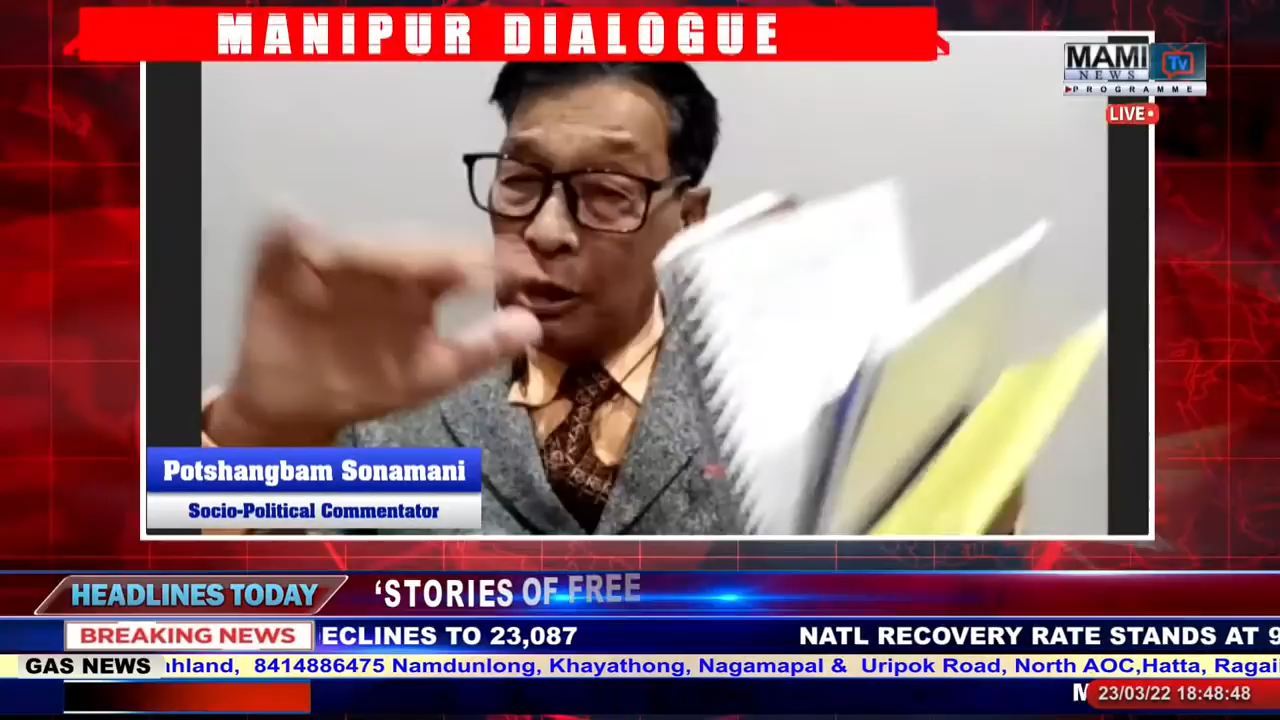 MANIPUR DIALOGUE
MAMI
NEWS
Tv
PROGRAMME
LIVE
Potshangbam Sonamani
Socio-Political Commentator
HEADLINES TODAY
‘STORIES OF FREE
BREAKING NEWS
ECLINES TO 23,087 NATL RECOVERY RATE STANDS AT 9
GAS NEWS
hland, 8414886475 Namdunlong, Khayathong, Nagamapal & Uripok Road, North AOC,Hatta, Ragail
23/03/22 18:48:48